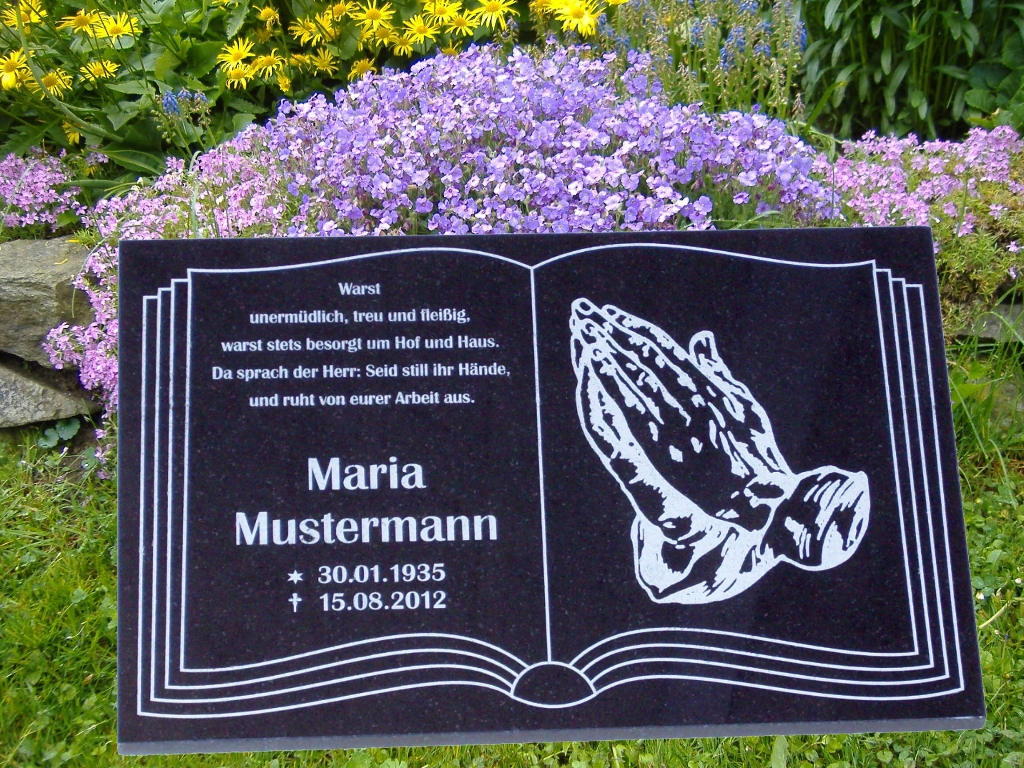 Warst
unermüdlich, treu und fleißig,
warst stets besorgt um Hof und Haus.
Da sprach der Herr: Seid still ihr Hände,
und ruht von eurer Arbeit aus.
Maria
Mustermann
✶ 30.01.1935
✝ 15.08.2012